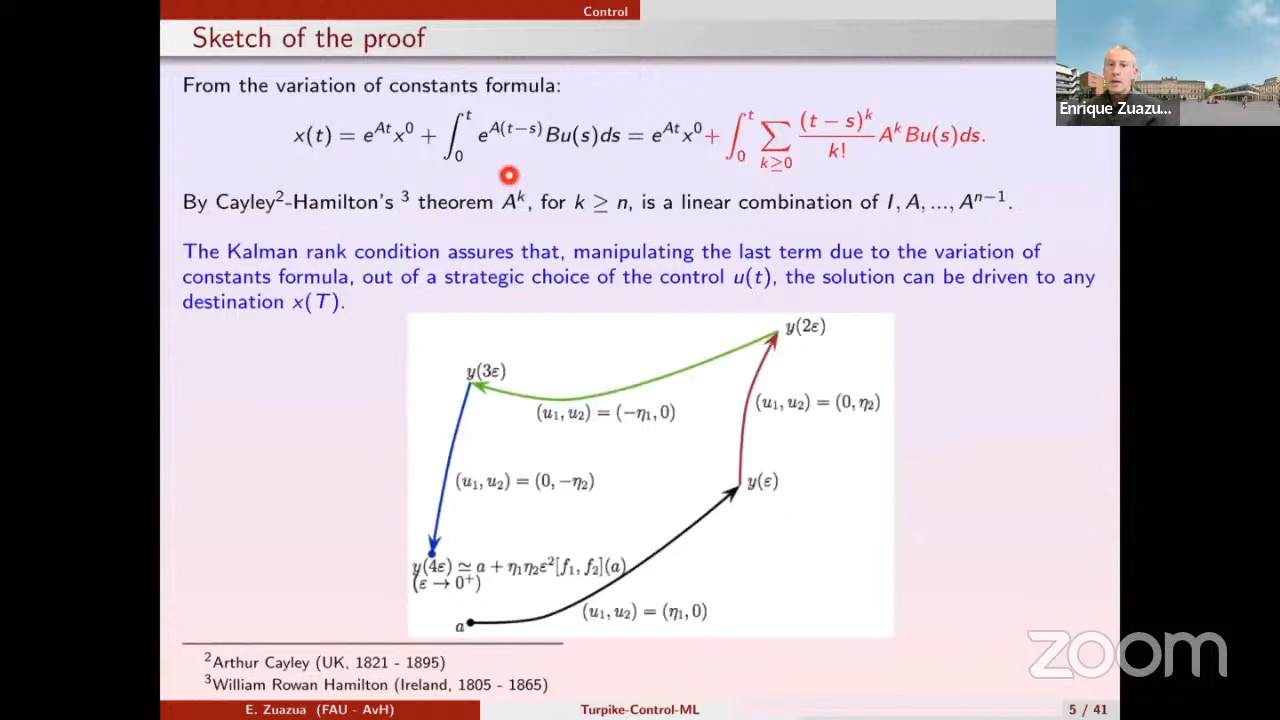 Control
Sketch of the proof
Enrique Zuazu...
From the variation of constants formula:
x(t) = e^{At}x^0 + ∫_0^t e^{A(t−s)}Bu(s)ds = e^{At}x^0 + ∫_0^t ∑_{k≥0} \frac{(t − s)^k}{k!} A^k Bu(s)ds.
By Cayley²-Hamilton's ³ theorem A^k, for k ≥ n, is a linear combination of I, A, ..., A^{n−1}.
The Kalman rank condition assures that, manipulating the last term due to the variation of
constants formula, out of a strategic choice of the control u(t), the solution can be driven to any
destination x(T).
y(2ε)
y(3ε)
(u₁, u₂) = (0, η₂)
(u₁, u₂) = (−η₁, 0)
(u₁, u₂) = (0, −η₂)
y(ε)
y(4ε) ≃ a + η₁η₂ε²[f₁, f₂](a)
(ε → 0⁺)
(u₁, u₂) = (η₁, 0)
a
²Arthur Cayley (UK, 1821 - 1895)
³William Rowan Hamilton (Ireland, 1805 - 1865)
zoom
E. Zuazua (FAU - AvH)
Turpike-Control-ML
5 / 41